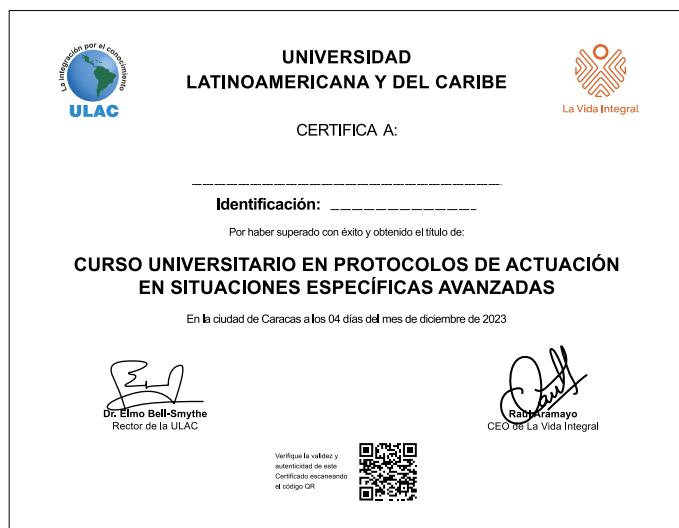 La integración por el conocimiento
ULAC
UNIVERSIDAD
LATINOAMERICANA Y DEL CARIBE
La Vida Integral
CERTIFICA A:
Identificación:
Por haber superado con éxito y obtenido el título de:
CURSO UNIVERSITARIO EN PROTOCOLOS DE ACTUACIÓN
EN SITUACIONES ESPECÍFICAS AVANZADAS
En la ciudad de Caracas a los 04 días del mes de diciembre de 2023
Dr. Elmo Bell-Smythe
Rector de la ULAC
Raúl Aramayo
CEO de La Vida Integral
Verifique la validez y
autenticidad de este
Certificado escaneando
el código QR